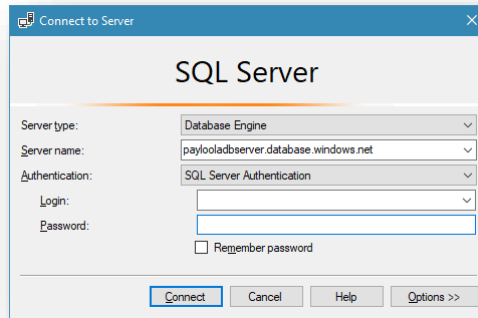 Connect to Server
SQL Server
Server type: Database Engine
Server name: paylooladbserver.database.windows.net
Authentication: SQL Server Authentication
Login:
Password:
Remember password
Connect Cancel Help Options >>